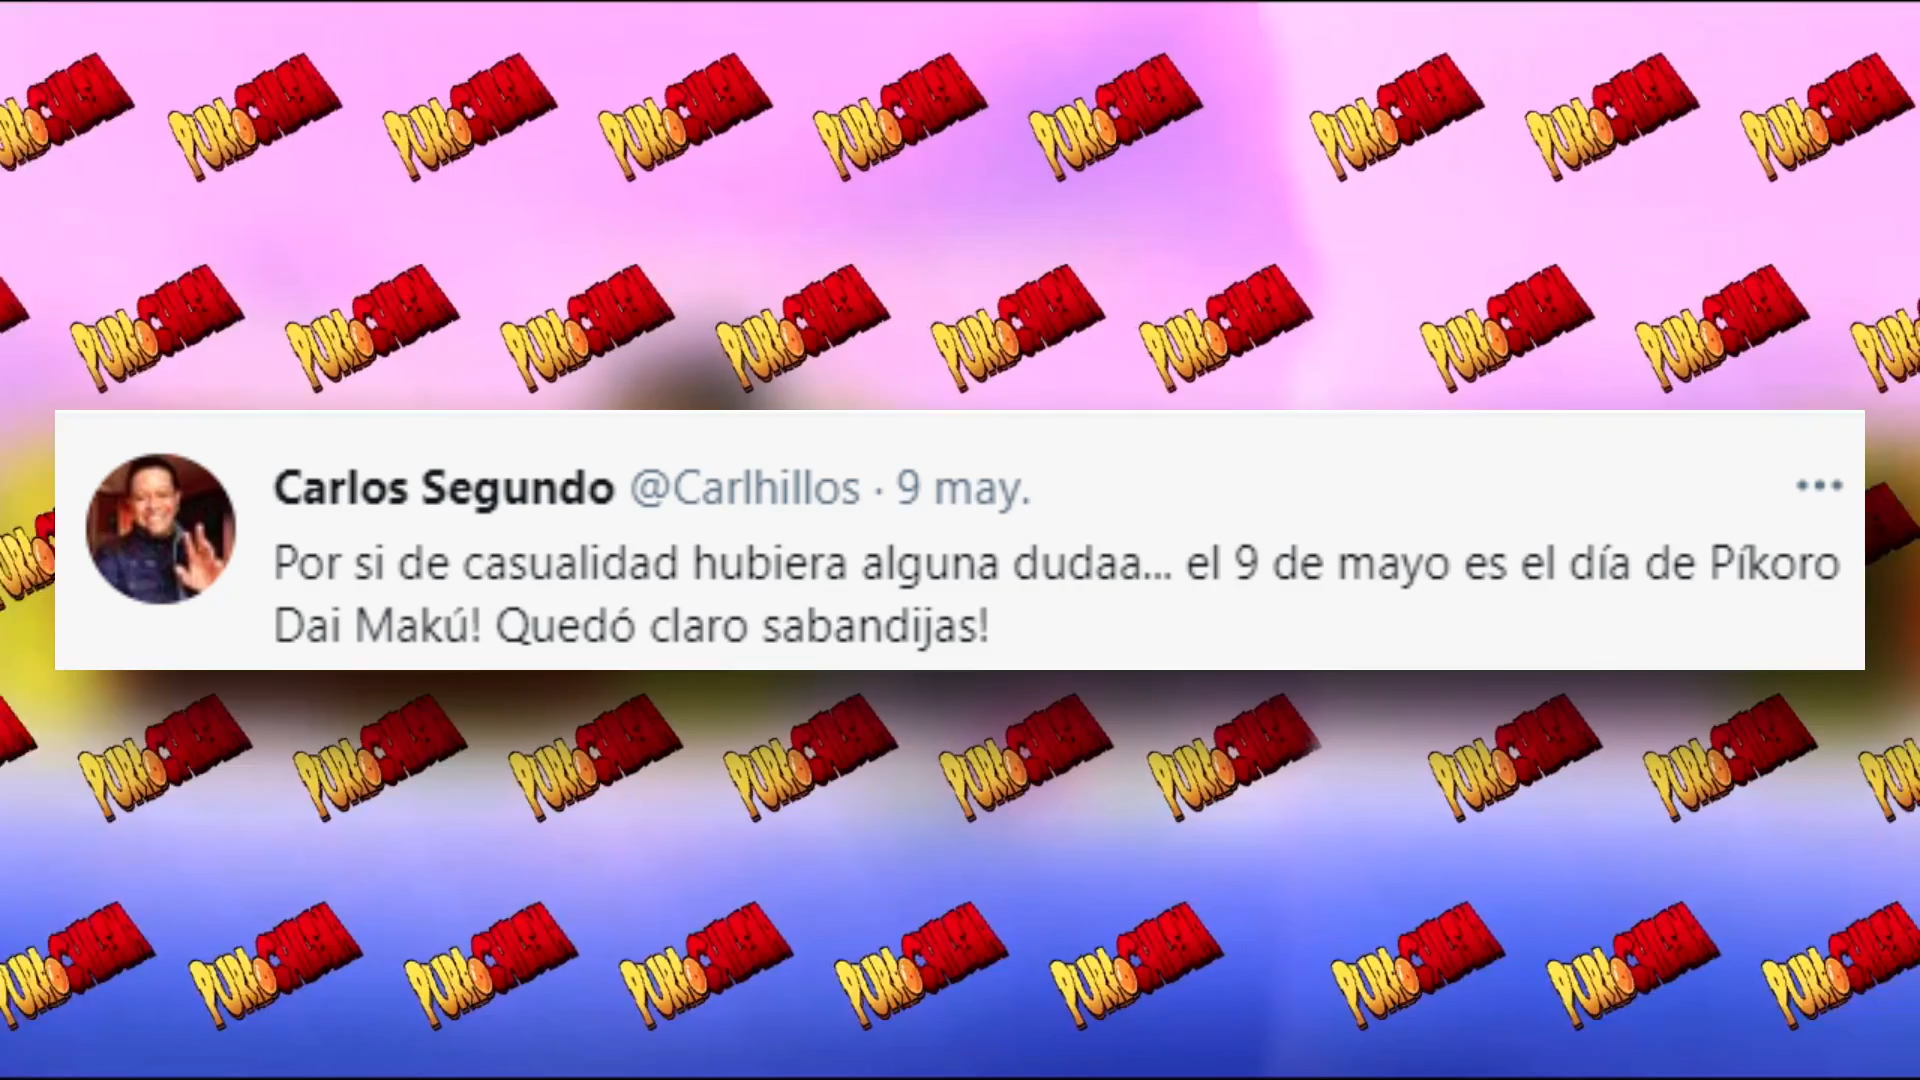 Carlos Segundo @Carlhillos · 9 may.
Por si de casualidad hubiera alguna dudaa... el 9 de mayo es el día de Píkoro
Dai Makú! Quedó claro sabandijas!